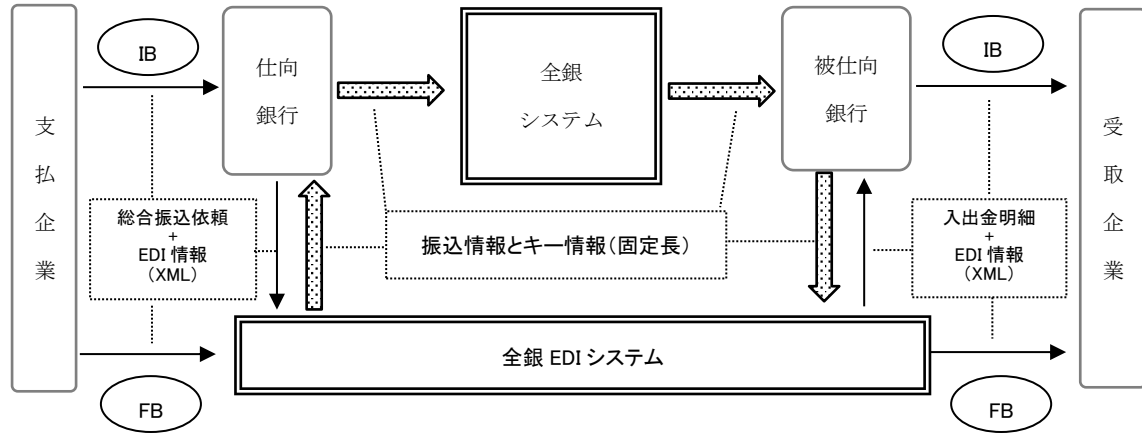 IB
IB
支払企業
仕向
銀行
全銀
システム
被仕向
銀行
受取企業
総合振込依頼
+
EDI 情報
(XML)
振込情報とキー情報(固定長)
入出金明細
+
EDI 情報
(XML)
全銀 EDI システム
FB
FB